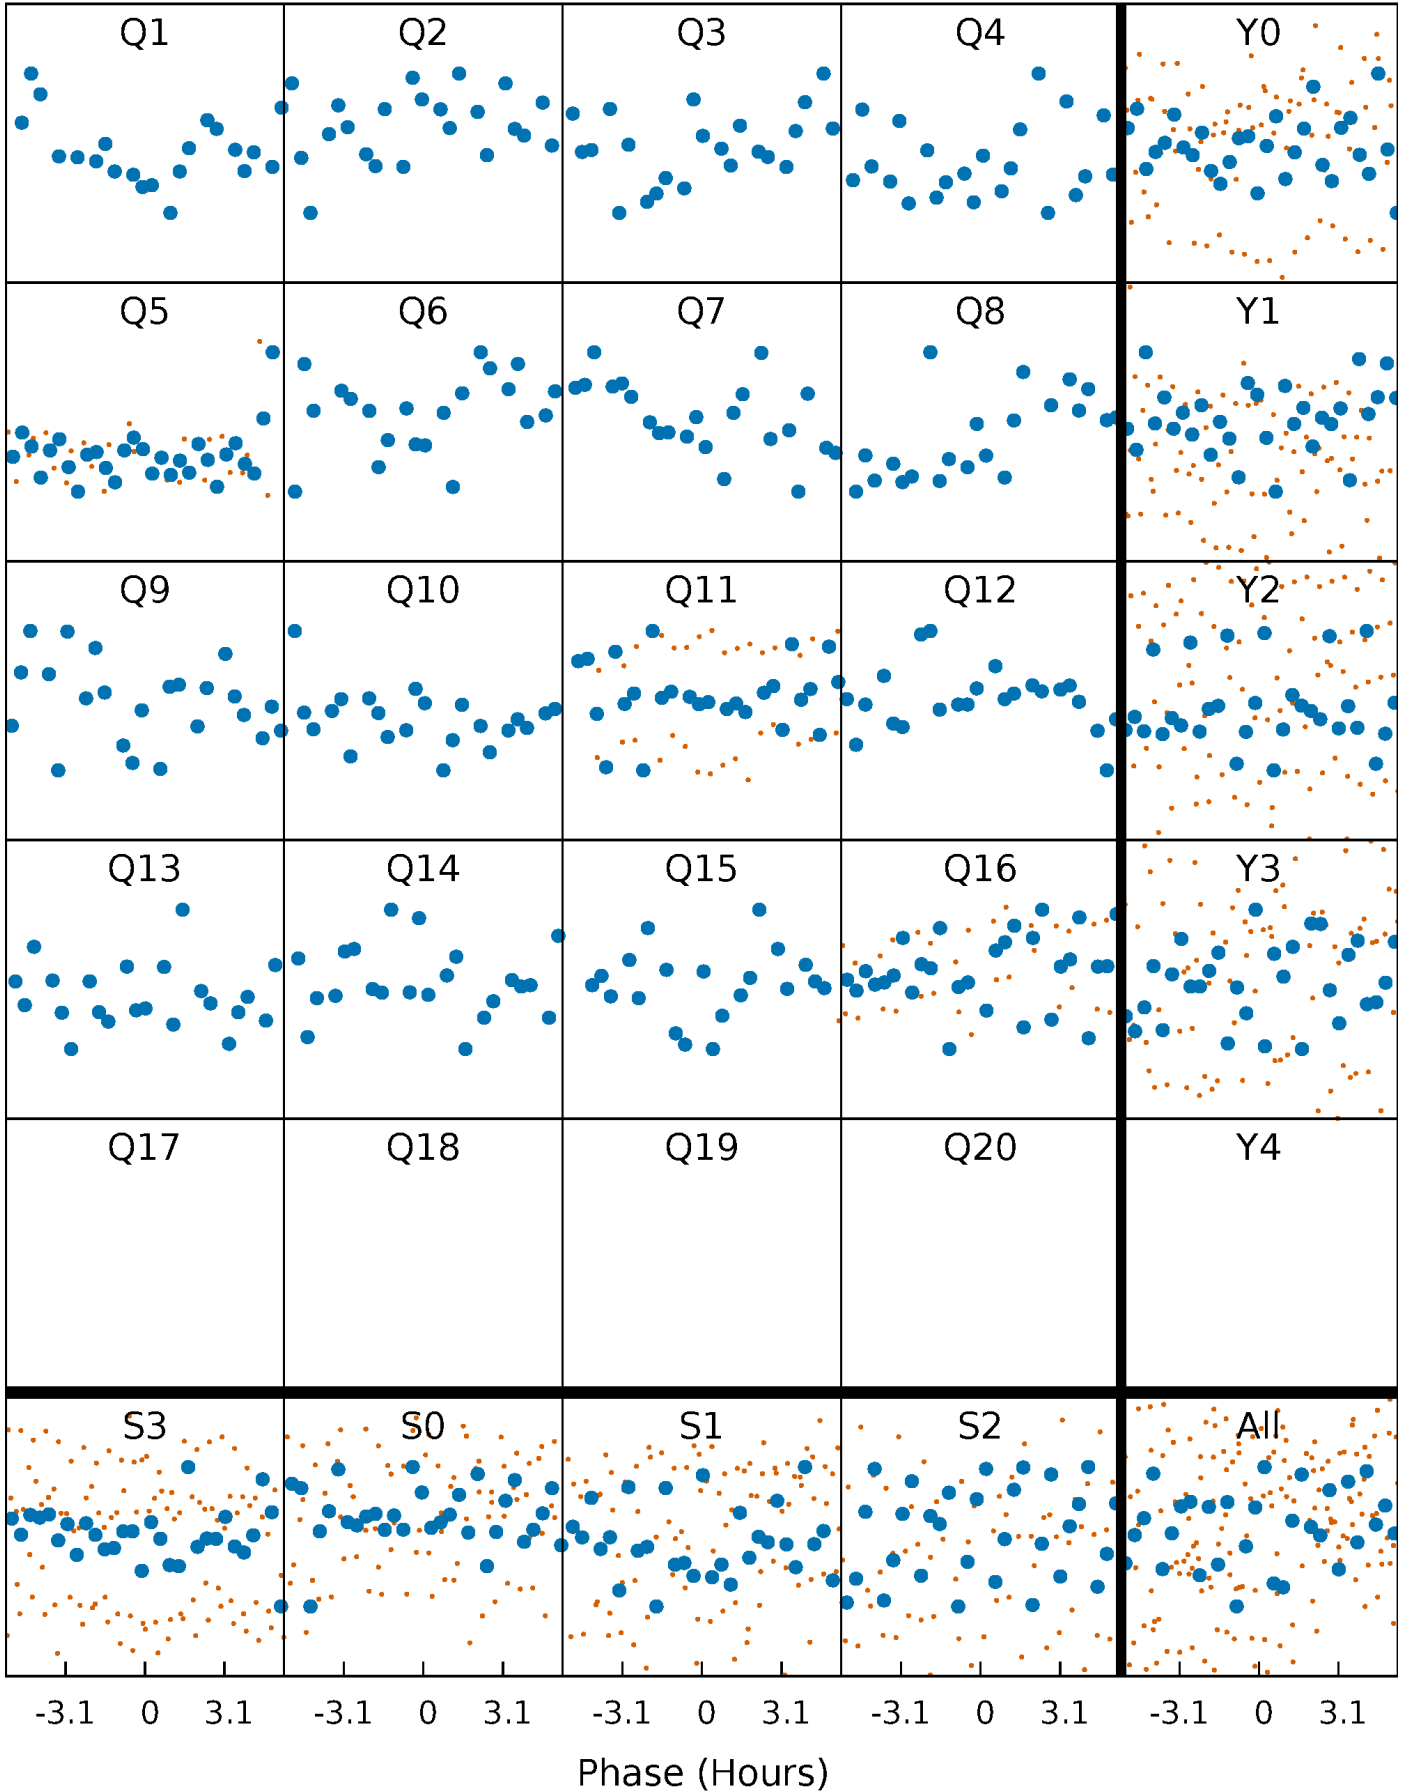 Q1 Q2 Q3 Q4 Y0
Q5 Q6 Q7 Q8 Y1
Q9 Q10 Q11 Q12 Y2
Q13 Q14 Q15 Q16 Y3
Q17 Q18 Q19 Q20 Y4
S3 S0 S1 S2 All
-3.1 0 3.1 -3.1 0 3.1 -3.1 0 3.1 -3.1 0 3.1 -3.1 0 3.1
Phase (Hours)